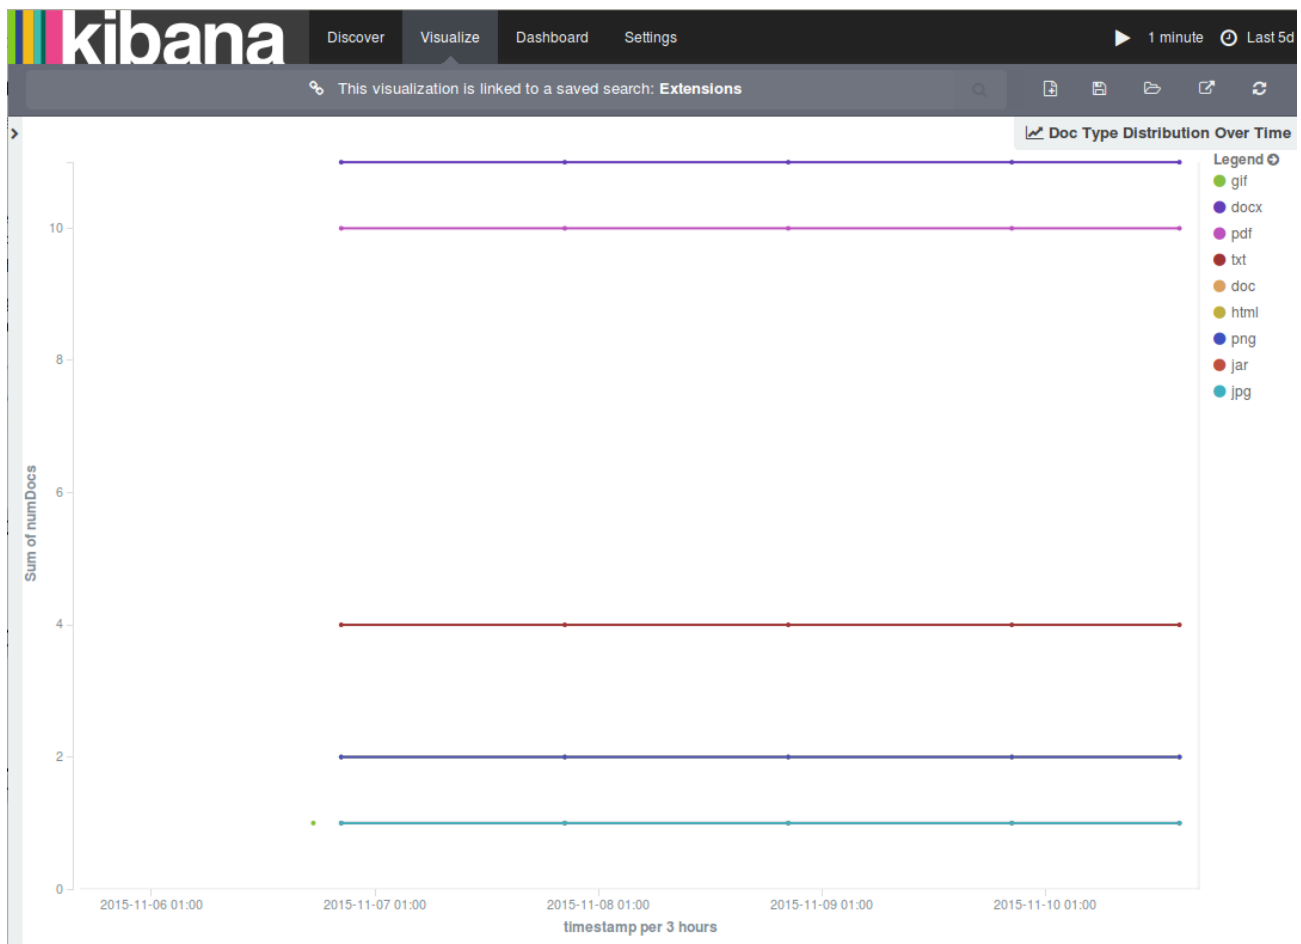 kibana
Discover Visualize Dashboard Settings 1 minute Last 5d
This visualization is linked to a saved search: Extensions
Doc Type Distribution Over Time
Legend
gif
docx
pdf
txt
doc
html
png
jar
jpg
Sum of numDocs
10
8
6
4
2
0
2015-11-06 01:00 2015-11-07 01:00 2015-11-08 01:00 2015-11-09 01:00 2015-11-10 01:00
timestamp per 3 hours